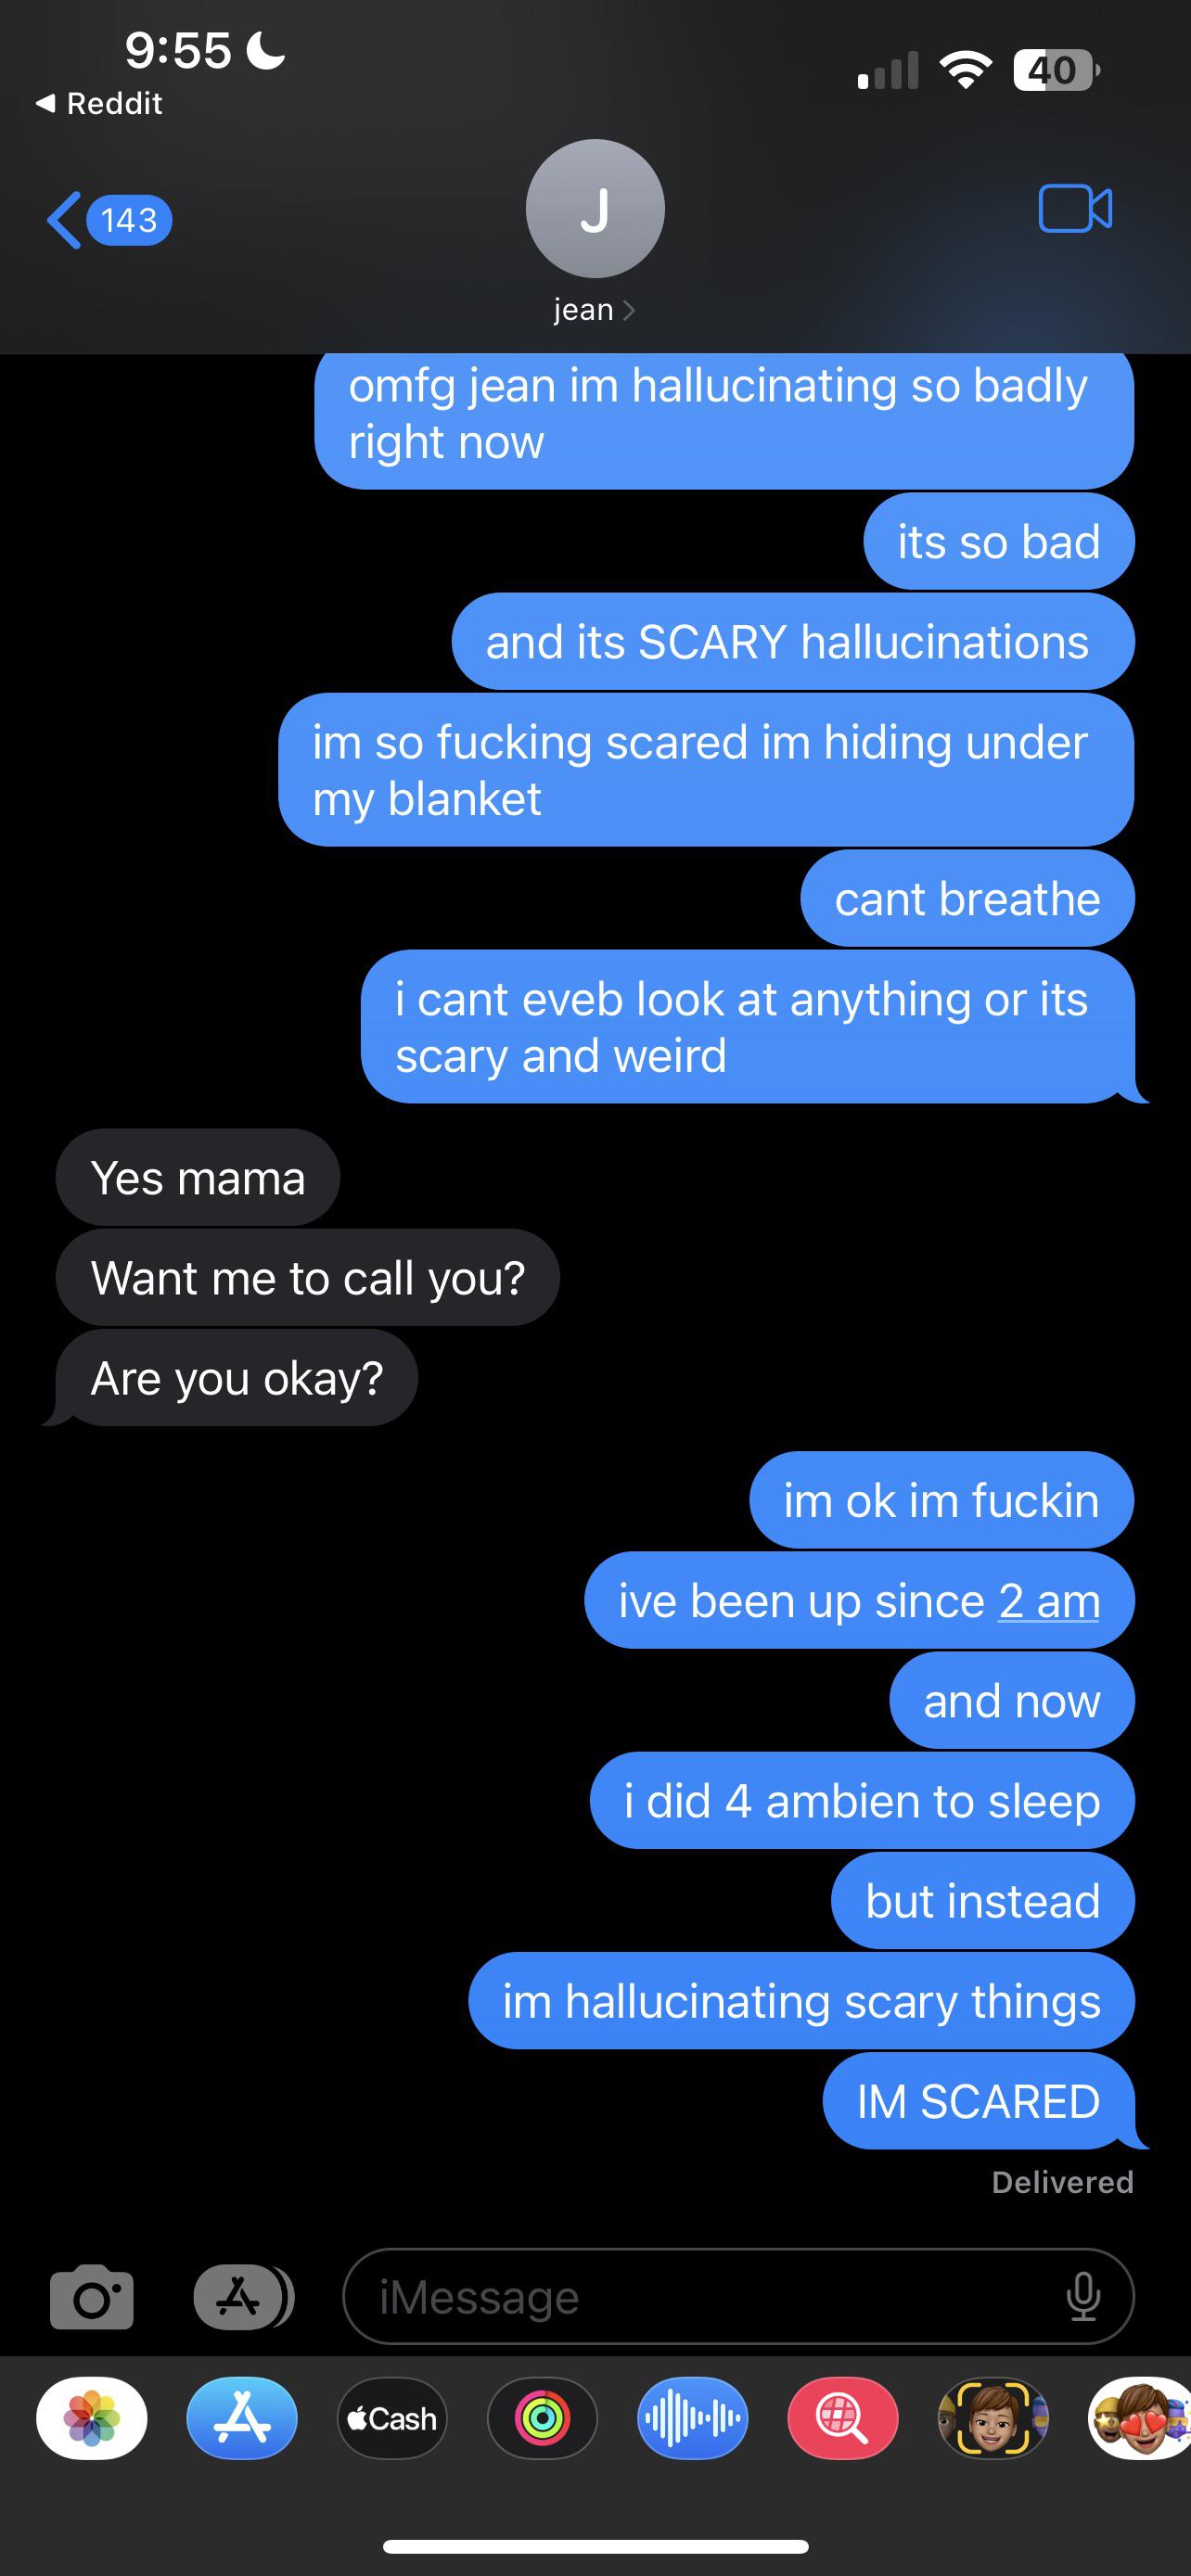 9:55
◀ Reddit
40
143
J
jean
omfg jean im hallucinating so badly
right now
its so bad
and its SCARY hallucinations
im so fucking scared im hiding under
my blanket
cant breathe
i cant eveb look at anything or its
scary and weird
Yes mama
Want me to call you?
Are you okay?
im ok im fuckin
ive been up since 2 am
and now
i did 4 ambien to sleep
but instead
im hallucinating scary things
IM SCARED
Delivered
iMessage
Cash